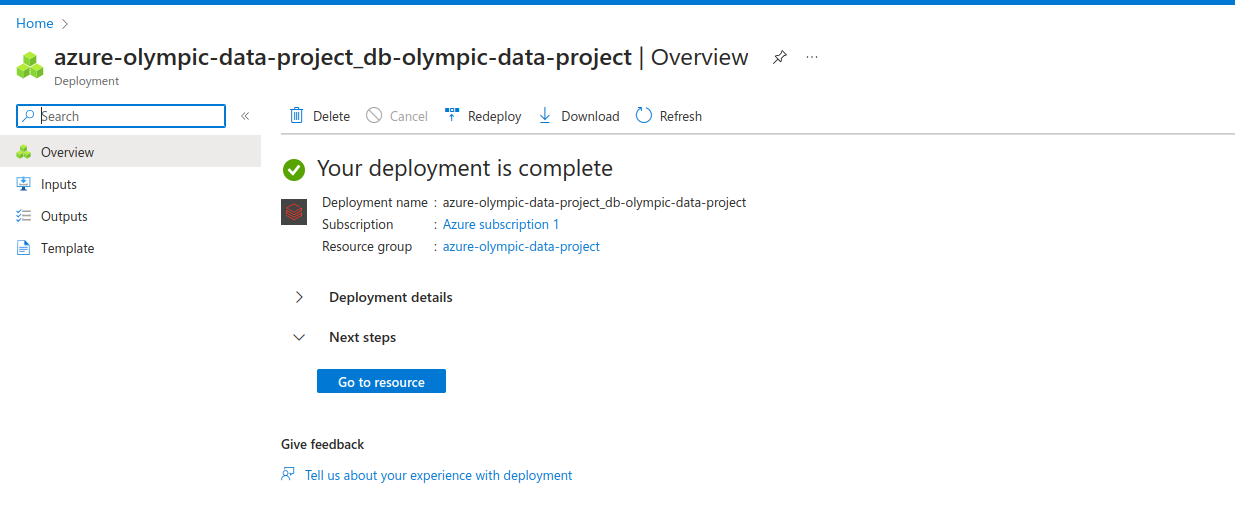 Home
azure-olympic-data-project_db-olympic-data-project | Overview
Deployment
Search
Delete Cancel Redeploy Download Refresh
Overview
Inputs
Outputs
Template
Your deployment is complete
Deployment name : azure-olympic-data-project_db-olympic-data-project
Subscription : Azure subscription 1
Resource group : azure-olympic-data-project
Deployment details
Next steps
Go to resource
Give feedback
Tell us about your experience with deployment